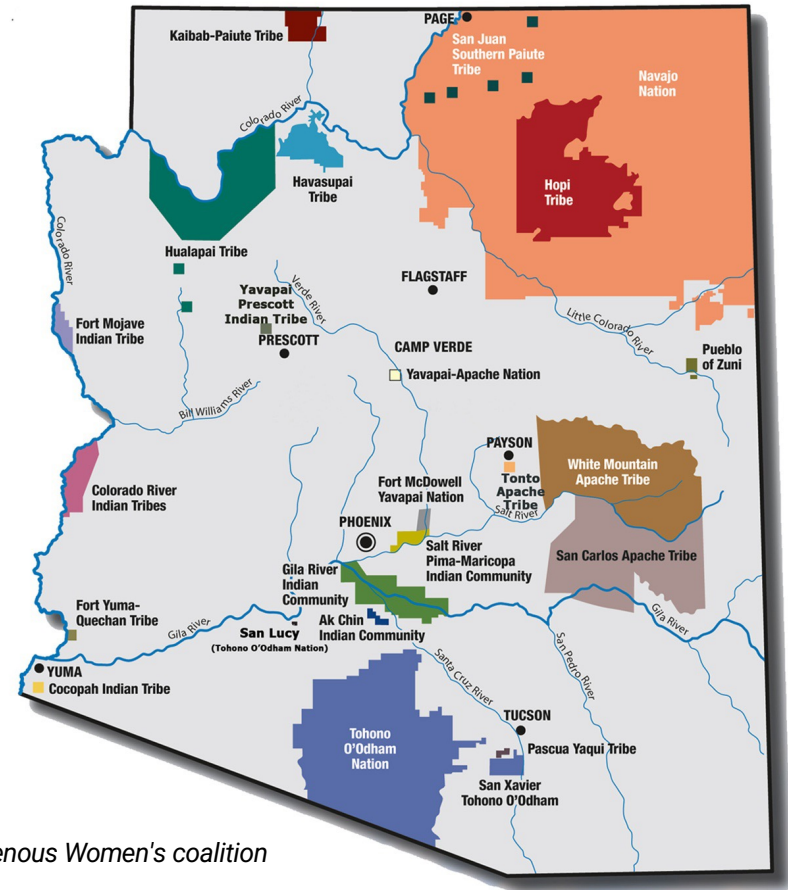 PAGE
Kaibab-Paiute Tribe
San Juan
Southern Paiute
Tribe
Navajo
Nation
Colorado River
Havasupai
Tribe
Hopi
Tribe
Colorado River
Hualapai Tribe
FLAGSTAFF
Yavapai
Prescott
Indian Tribe
Verde River
Fort Mojave
Indian Tribe
PRESCOTT
Little Colorado River
CAMP VERDE
Yavapai-Apache Nation
Pueblo
of Zuni
Bill Williams River
PAYSON
Tonto
Apache
Tribe
White Mountain
Apache Tribe
Colorado River
Indian Tribes
Fort McDowell
Yavapai Nation
Salt River
PHOENIX
Salt River
Pima-Maricopa
Indian Community
San Carlos Apache Tribe
Gila River
Indian
Community
Fort Yuma-
Quechan Tribe
Gila River
San Lucy
(Tohono O'Odham Nation)
Ak Chin
Indian Community
Gila River
YUMA
Cocopah Indian Tribe
Santa Cruz River
San Pedro River
Tohono
O'Odham
Nation
TUCSON
Pascua Yaqui Tribe
San Xavier
Tohono O'Odham
enous Women's coalition